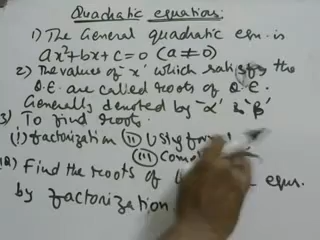 Quadratic equation:
1) The General quadratic eqn. is
ax²+bx+c=0 (a≠0)
2) The values of 'x' which satisfy the
Q.E. are called roots of Q.E.
Generally denoted by 'α' & 'β'
3) To find roots.
(i) factorization (ii) Using
(iii)
(Q) Find the roots of eqns.
by factorization